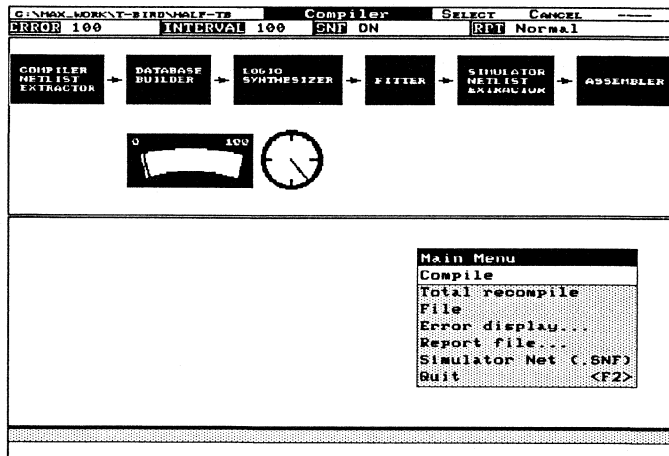 G:\MAX_WORK\T-BIRD\HALF-TB Compiler SELECT CANCEL -----
ERROR 100 INTERVAL 100 SNF ON RPT Normal
COMPILER
NETLIST
EXTRACTOR
DATABASE
BUILDER
LOGIC
SYNTHESIZER
FITTER
SIMULATOR
NETLIST
EXTRACTOR
ASSEMBLER
0 100
Main Menu
Compile
Total recompile
File
Error display...
Report file...
Simulator Net (.SNF)
Quit <F2>